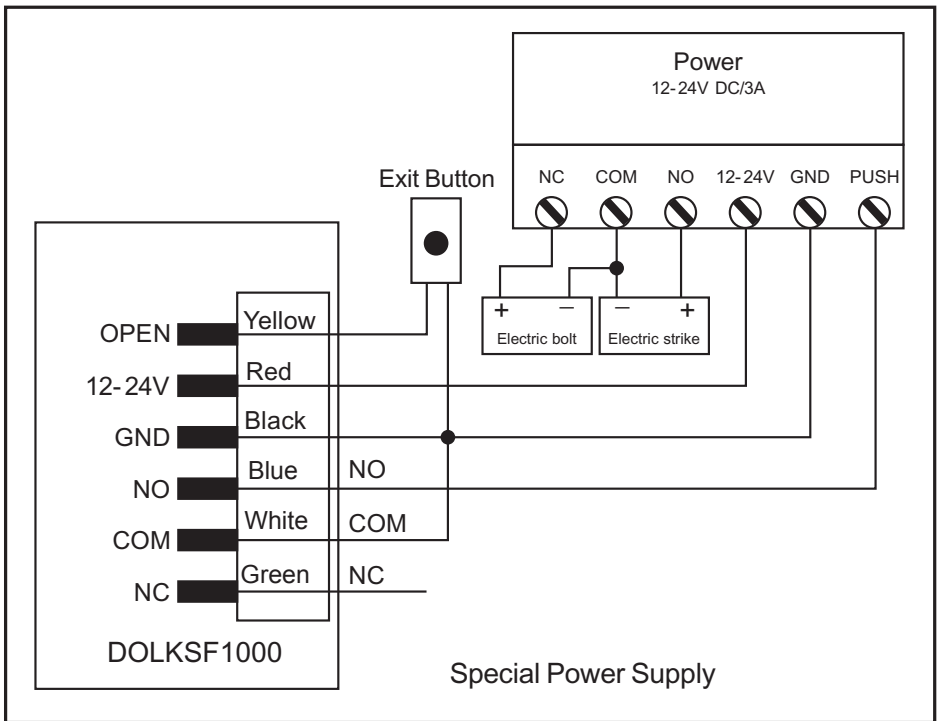 Power
12-24V DC/3A
Exit Button
NC COM NO 12-24V GND PUSH
+ − − +
Electric bolt Electric strike
OPEN Yellow
12-24V Red
GND Black
NO Blue NO
COM White COM
NC Green NC
DOLKSF1000
Special Power Supply